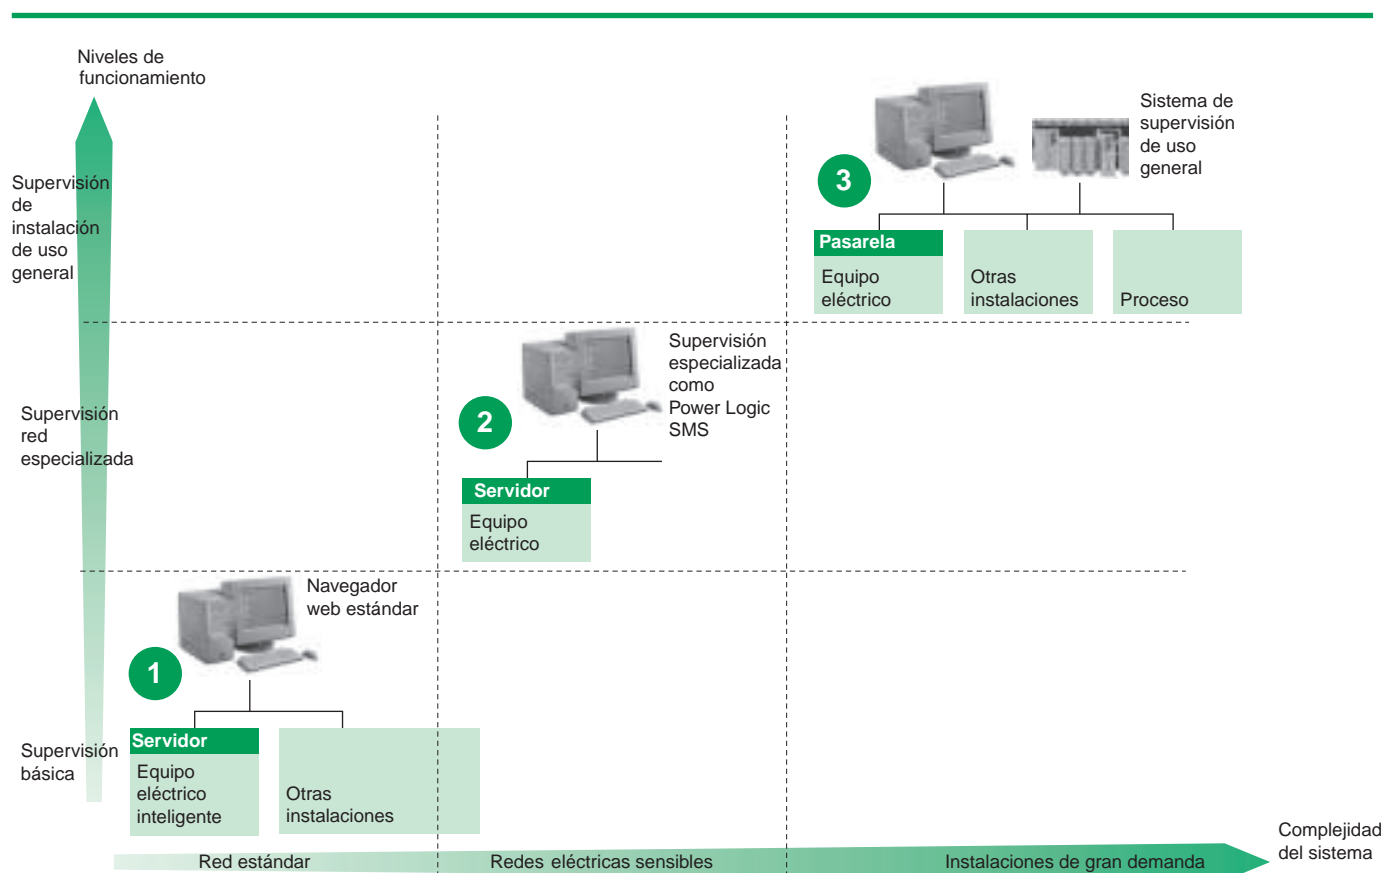 Niveles de
funcionamiento
Supervisión
de
instalación
de uso
general
3
Sistema de
supervisión
de uso
general
Pasarela
Equipo
eléctrico
Otras
instalaciones
Proceso
Supervisión
red
especializada
2
Supervisión
especializada
como
Power Logic
SMS
Servidor
Equipo
eléctrico
Navegador
web estándar
1
Supervisión
básica
Servidor
Equipo
eléctrico
inteligente
Otras
instalaciones
Red estándar
Redes eléctricas sensibles
Instalaciones de gran demanda
Complejidad
del sistema